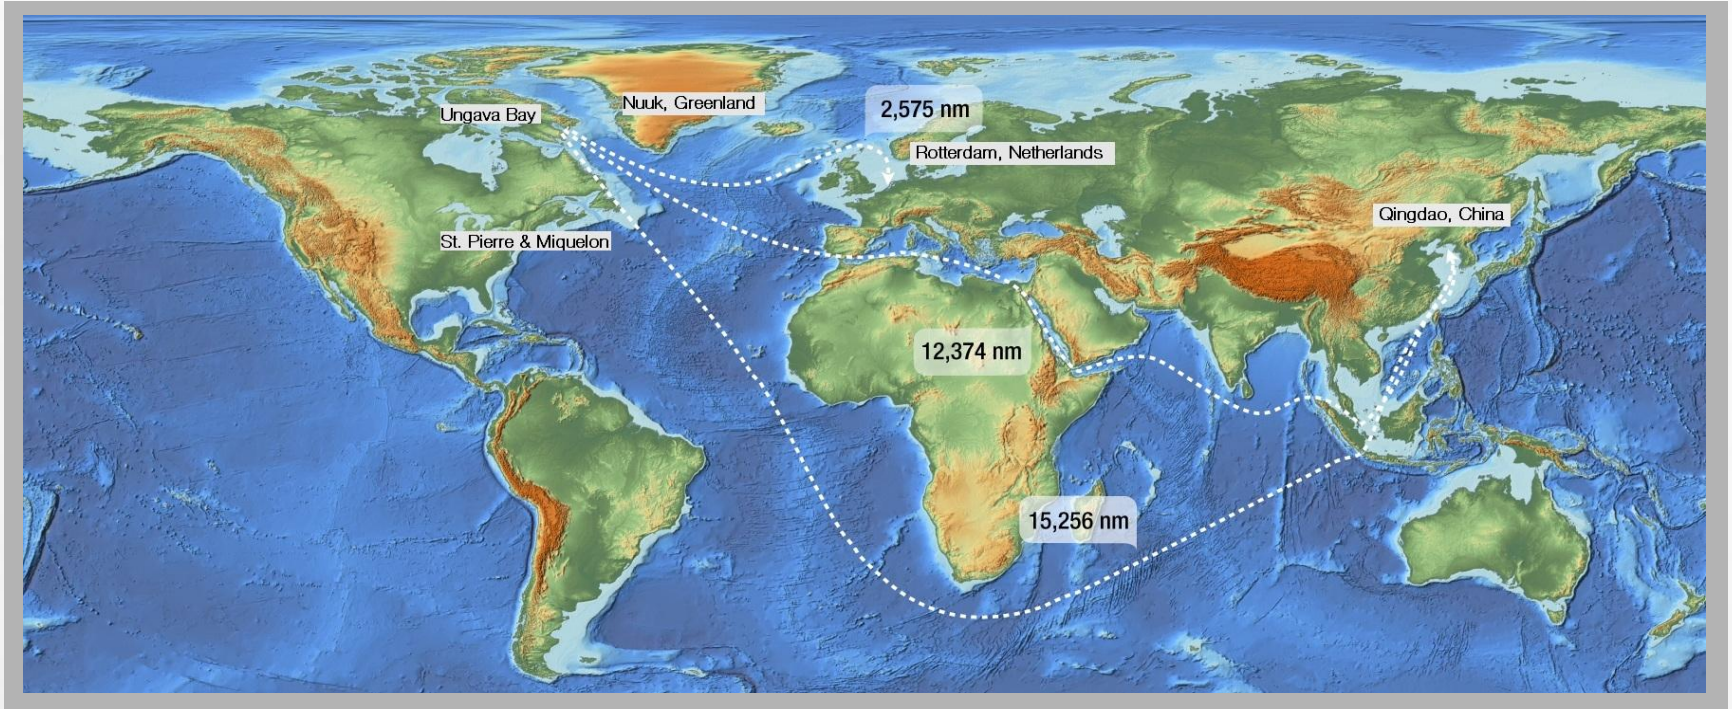 Nuuk, Greenland
Ungava Bay
2,575 nm
Rotterdam, Netherlands
Qingdao, China
St. Pierre & Miquelon
12,374 nm
15,256 nm